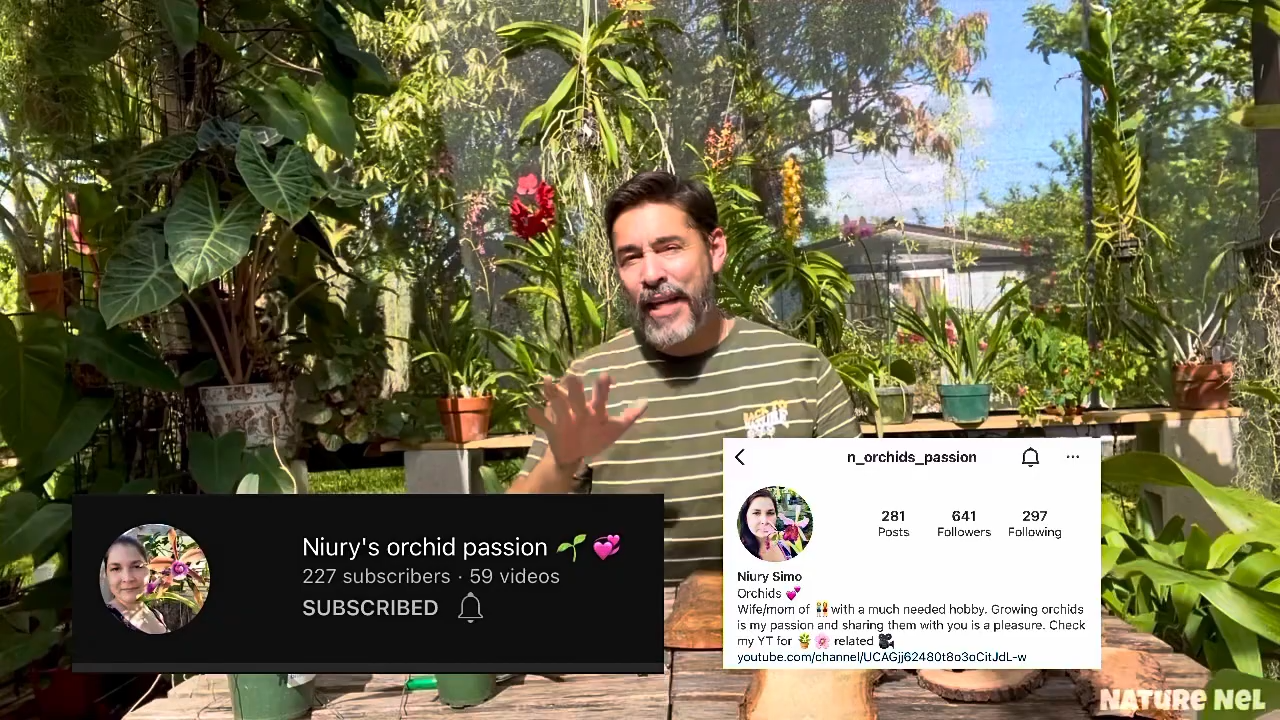 Niury's orchid passion 🌱 💞
227 subscribers · 59 videos
SUBSCRIBED
n_orchids_passion
281
Posts
641
Followers
297
Following
Niury Simo
Orchids 💞
Wife/mom of 👯 with a much needed hobby. Growing orchids
is my passion and sharing them with you is a pleasure. Check
my YT for 🪴🌸 related 🎥
youtube.com/channel/UCAGjj62480t8o3oCitJdL-w
NATURE NEL